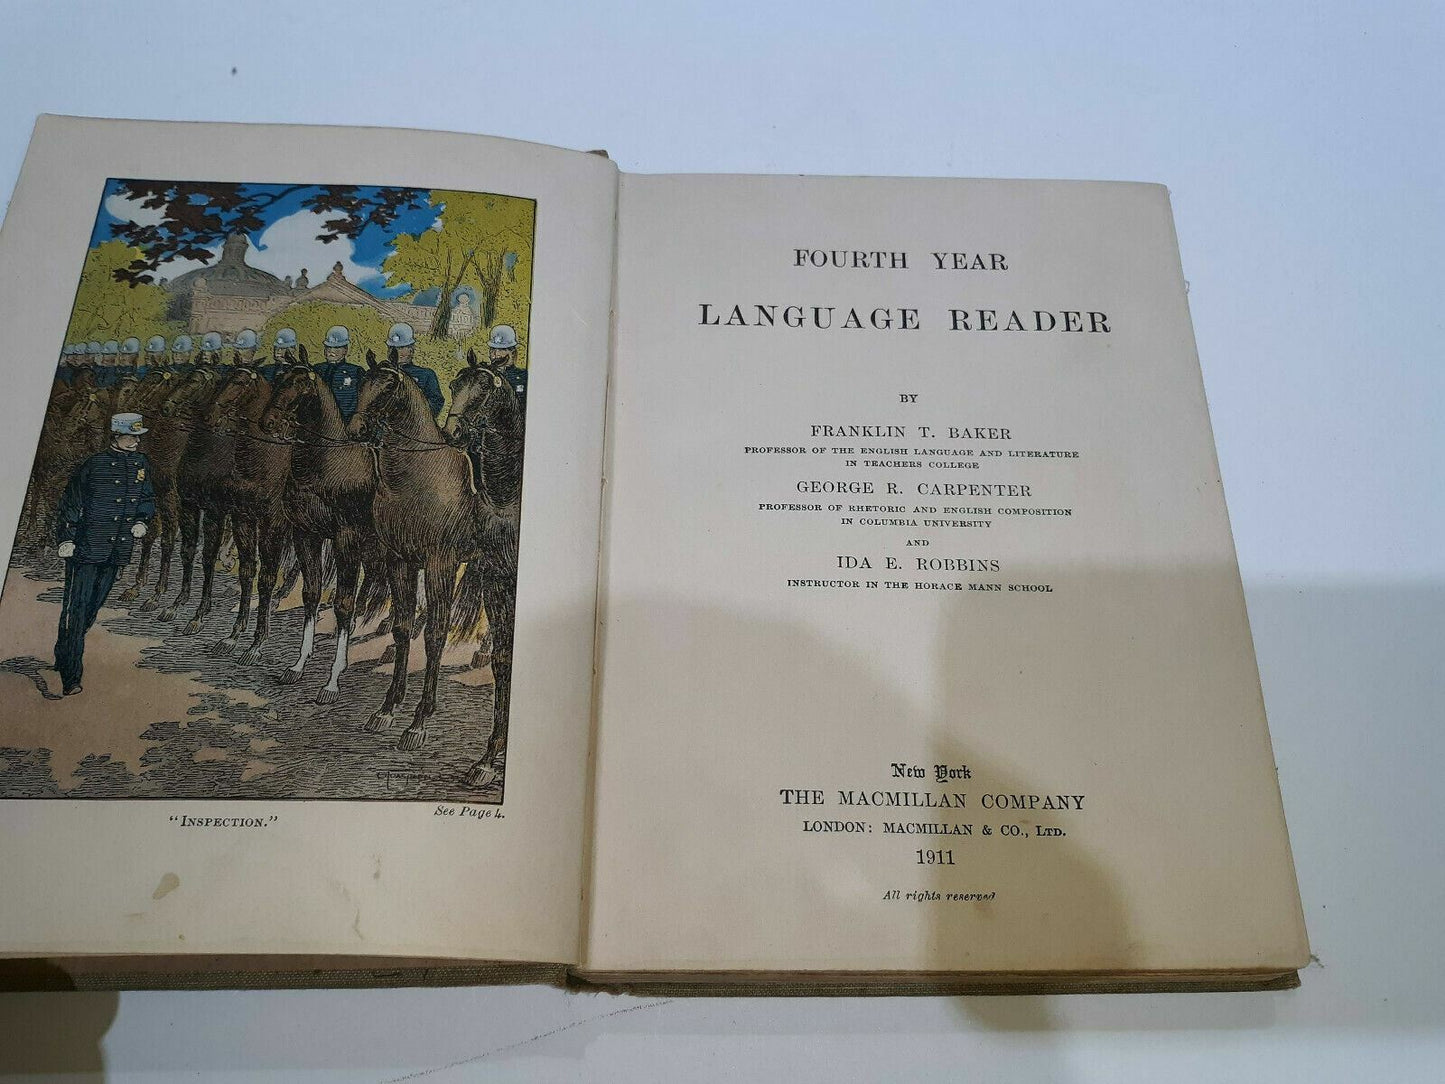 "INSPECTION."
See Page 4.
FOURTH YEAR
LANGUAGE READER
BY
FRANKLIN T. BAKER
PROFESSOR OF THE ENGLISH LANGUAGE AND LITERATURE
IN TEACHERS COLLEGE
GEORGE R. CARPENTER
PROFESSOR OF RHETORIC AND ENGLISH COMPOSITION
IN COLUMBIA UNIVERSITY
AND
IDA E. ROBBINS
INSTRUCTOR IN THE HORACE MANN SCHOOL
New York
THE MACMILLAN COMPANY
LONDON: MACMILLAN & CO., LTD.
1911
All rights reserved